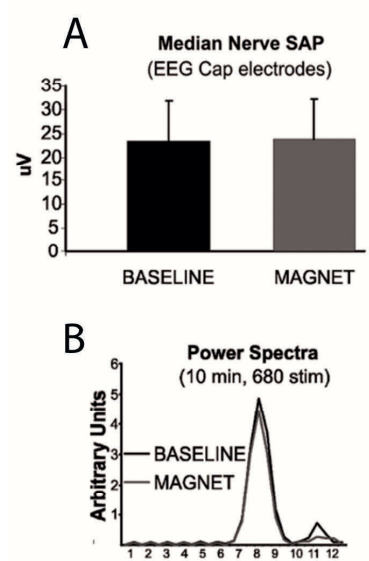 A
Median Nerve SAP
(EEG Cap electrodes)
35
30
25
20
15
10
5
0
uV
BASELINE MAGNET
B
Power Spectra
(10 min, 680 stim)
6
5
4
3
2
1
Arbitrary Units
BASELINE
MAGNET
1 2 3 4 5 6 7 8 9 10 11 12